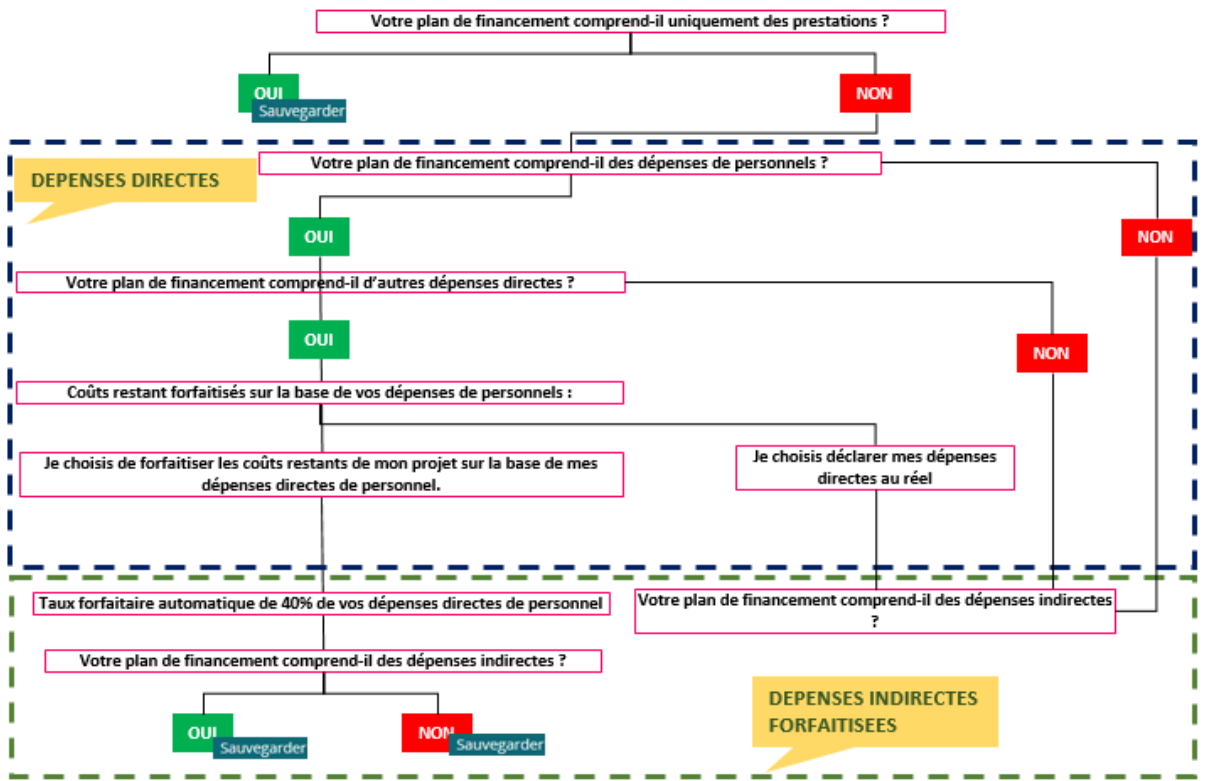 Votre plan de financement comprend-il uniquement des prestations ?
OUI
Sauvegarder
NON
Votre plan de financement comprend-il des dépenses de personnels ?
DEPENSES DIRECTES
OUI
NON
Votre plan de financement comprend-il d'autres dépenses directes ?
OUI
NON
Coûts restant forfaitisés sur la base de vos dépenses de personnels :
Je choisis de forfaitiser les coûts restants de mon projet sur la base de mes
dépenses directes de personnel.
Je choisis déclarer mes dépenses
directes au réel
Taux forfaitaire automatique de 40% de vos dépenses directes de personnel
Votre plan de financement comprend-il des dépenses indirectes
?
Votre plan de financement comprend-il des dépenses indirectes ?
OUI
Sauvegarder
NON
Sauvegarder
DEPENSES INDIRECTES
FORFAITISEES